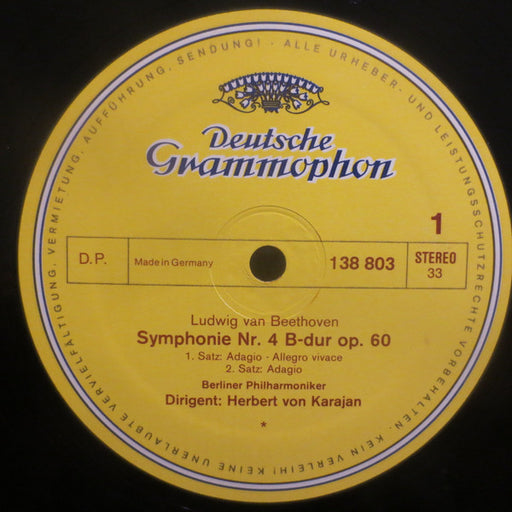 ALLE URHEBER- UND LEISTUNGSSCHUTZRECHTE VORBEHALTEN · KEIN VERLEIH! KEINE UNERLAUBTE VERVIELFÄLTIGUNG, VERMIETUNG, AUFFÜHRUNG, SENDUNG! ·
Deutsche
Grammophon
1
D.P.
Made in Germany
138 803
STEREO
33
Ludwig van Beethoven
Symphonie Nr. 4 B-dur op. 60
1. Satz: Adagio - Allegro vivace
2. Satz: Adagio
Berliner Philharmoniker
Dirigent: Herbert von Karajan
*